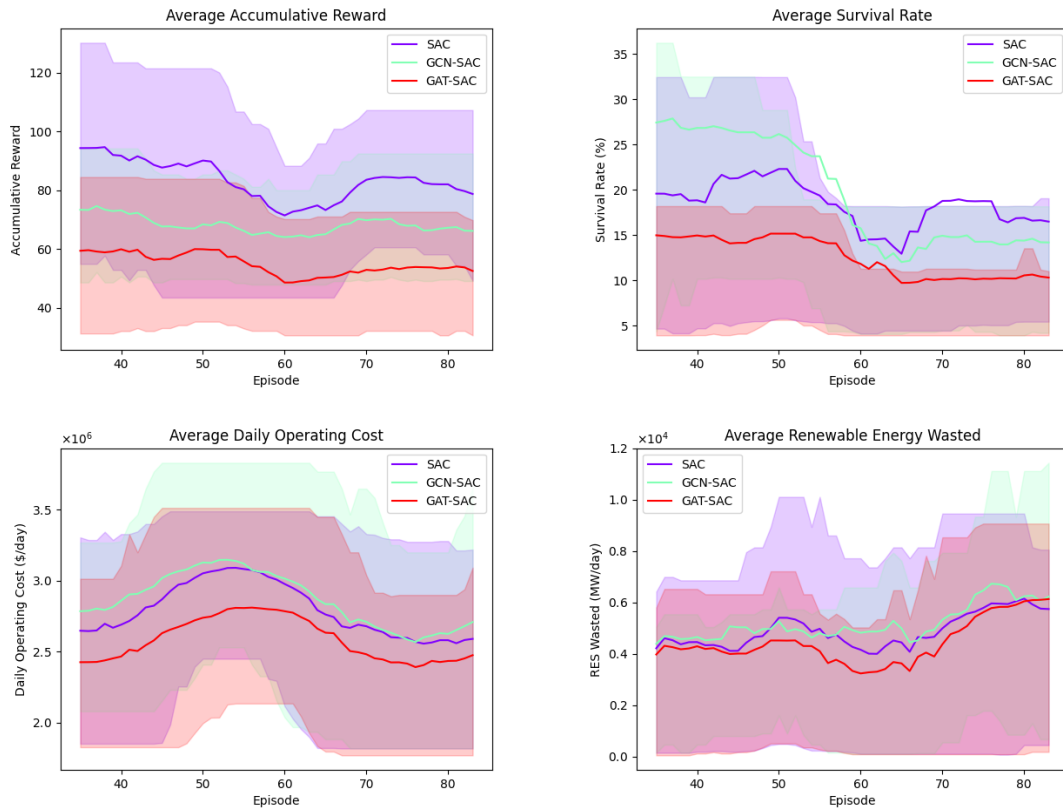 Average Accumulative Reward
Accumulative Reward
120
100
80
60
40
40
50
60
70
80
Episode
SAC
GCN-SAC
GAT-SAC
Average Survival Rate
Survival Rate (%)
35
30
25
20
15
10
5
40
50
60
70
80
Episode
SAC
GCN-SAC
GAT-SAC
Average Daily Operating Cost
×10⁶
Daily Operating Cost ($/day)
3.5
3.0
2.5
2.0
40
50
60
70
80
Episode
SAC
GCN-SAC
GAT-SAC
Average Renewable Energy Wasted
×10⁴
RES Wasted (MW/day)
1.2
1.0
0.8
0.6
0.4
0.2
0.0
40
50
60
70
80
Episode
SAC
GCN-SAC
GAT-SAC